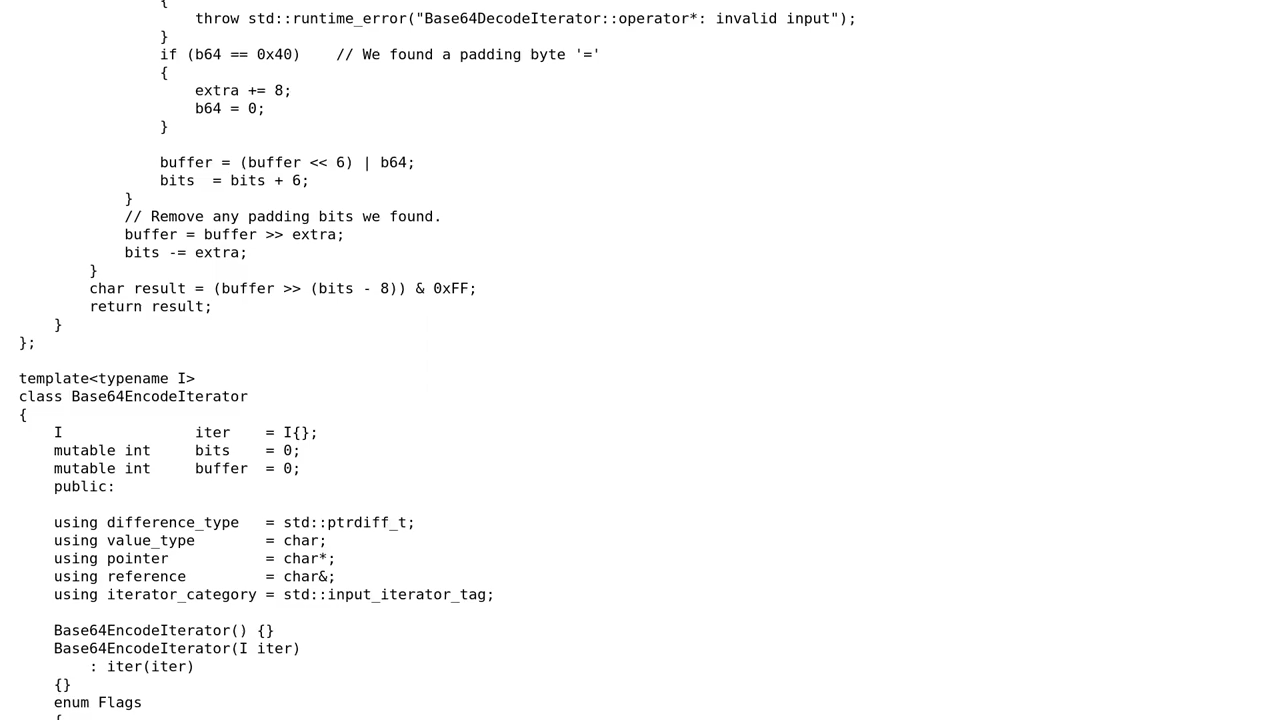 {
throw std::runtime_error("Base64DecodeIterator::operator*: invalid input");
}
if (b64 == 0x40)    // We found a padding byte '='
{
extra += 8;
b64 = 0;
}
buffer = (buffer << 6) | b64;
bits  = bits + 6;
}
// Remove any padding bits we found.
buffer = buffer >> extra;
bits -= extra;
}
char result = (buffer >> (bits - 8)) & 0xFF;
return result;
}
};
template<typename I>
class Base64EncodeIterator
{
I               iter    = I{};
mutable int     bits    = 0;
mutable int     buffer  = 0;
public:
using difference_type   = std::ptrdiff_t;
using value_type        = char;
using pointer           = char*;
using reference         = char&;
using iterator_category = std::input_iterator_tag;
Base64EncodeIterator() {}
Base64EncodeIterator(I iter)
: iter(iter)
{}
enum Flags
{